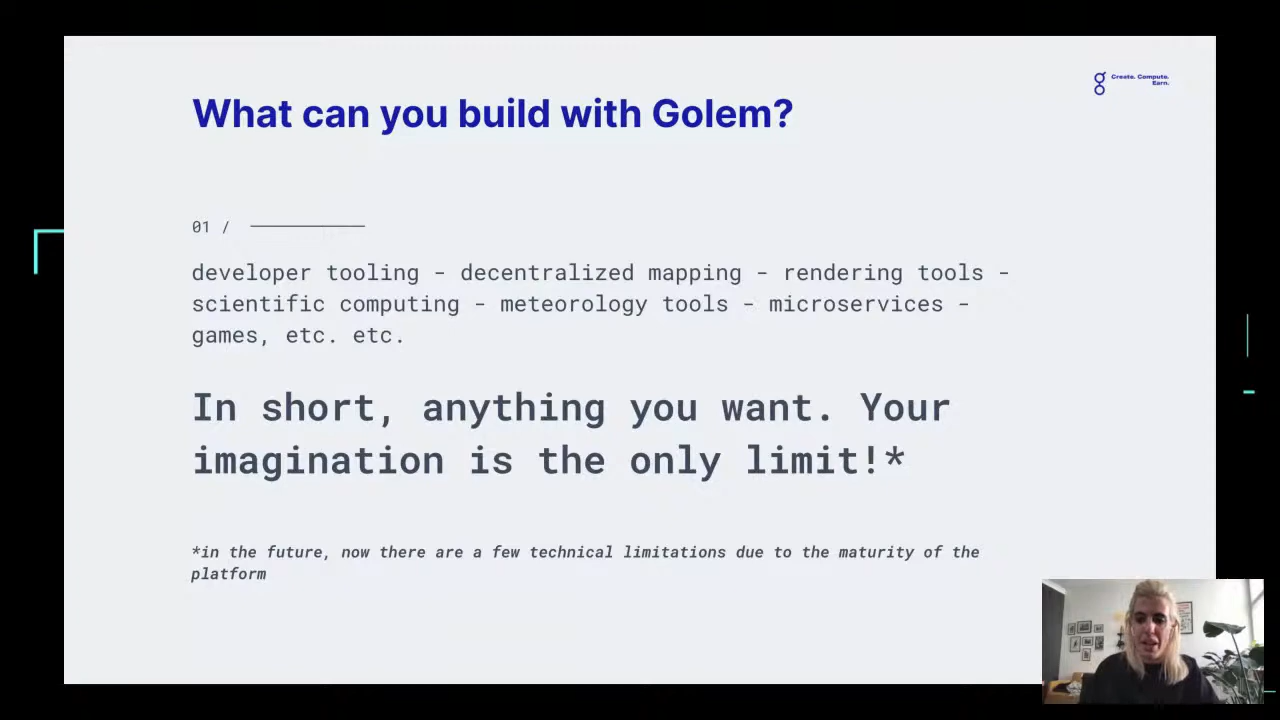 What can you build with Golem?
Create. Compute.
Earn.
01 /
developer tooling - decentralized mapping - rendering tools -
scientific computing - meteorology tools - microservices -
games, etc. etc.
In short, anything you want. Your
imagination is the only limit!*
*in the future, now there are a few technical limitations due to the maturity of the
platform